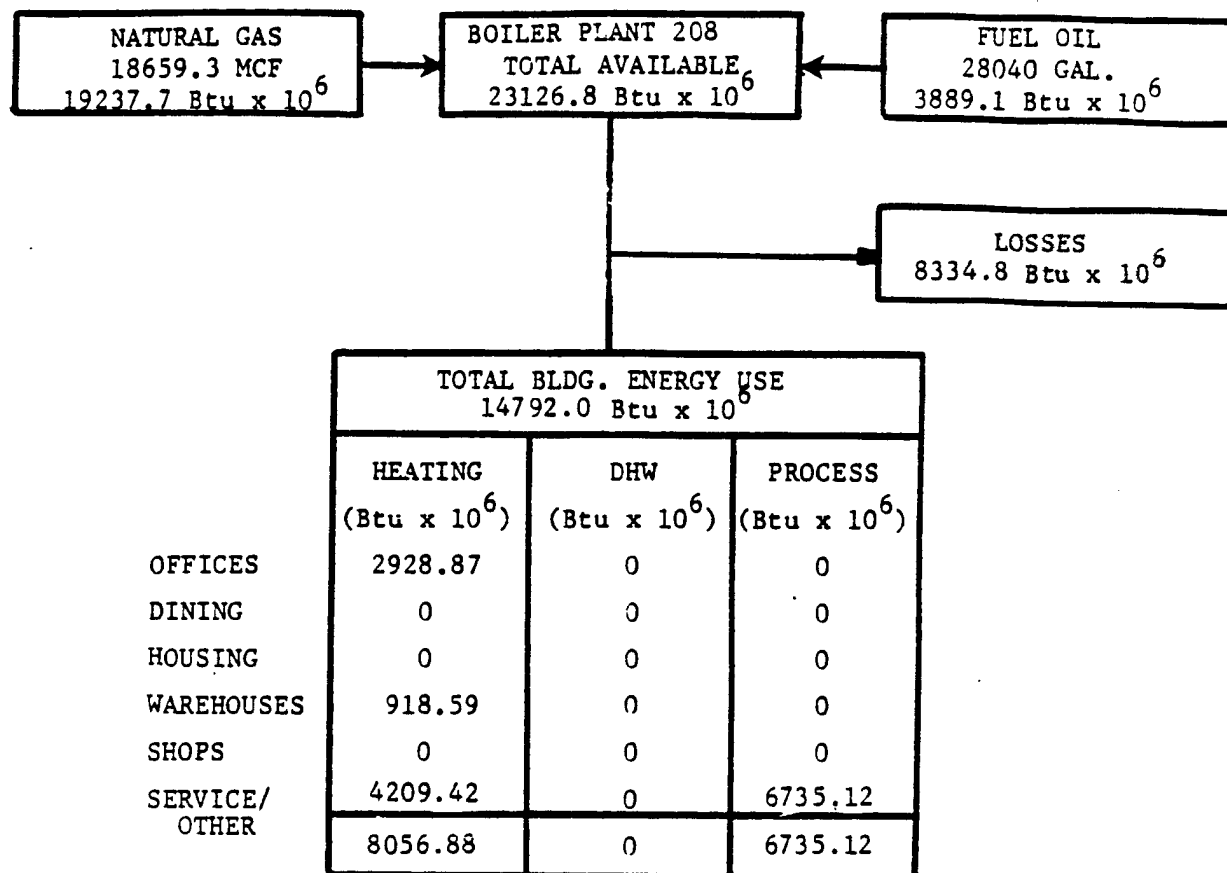 NATURAL GAS
18659.3 MCF
19237.7 Btu x 10^6
BOILER PLANT 208
TOTAL AVAILABLE
23126.8 Btu x 10^6
FUEL OIL
28040 GAL.
3889.1 Btu x 10^6
LOSSES
8334.8 Btu x 10^6
TOTAL BLDG. ENERGY USE
14792.0 Btu x 10^6
HEATING DHW PROCESS
(Btu x 10^6) (Btu x 10^6) (Btu x 10^6)
OFFICES 2928.87 0 0
DINING 0 0 0
HOUSING 0 0 0
WAREHOUSES 918.59 0 0
SHOPS 0 0 0
SERVICE/ 4209.42 0 6735.12
OTHER
8056.88 0 6735.12